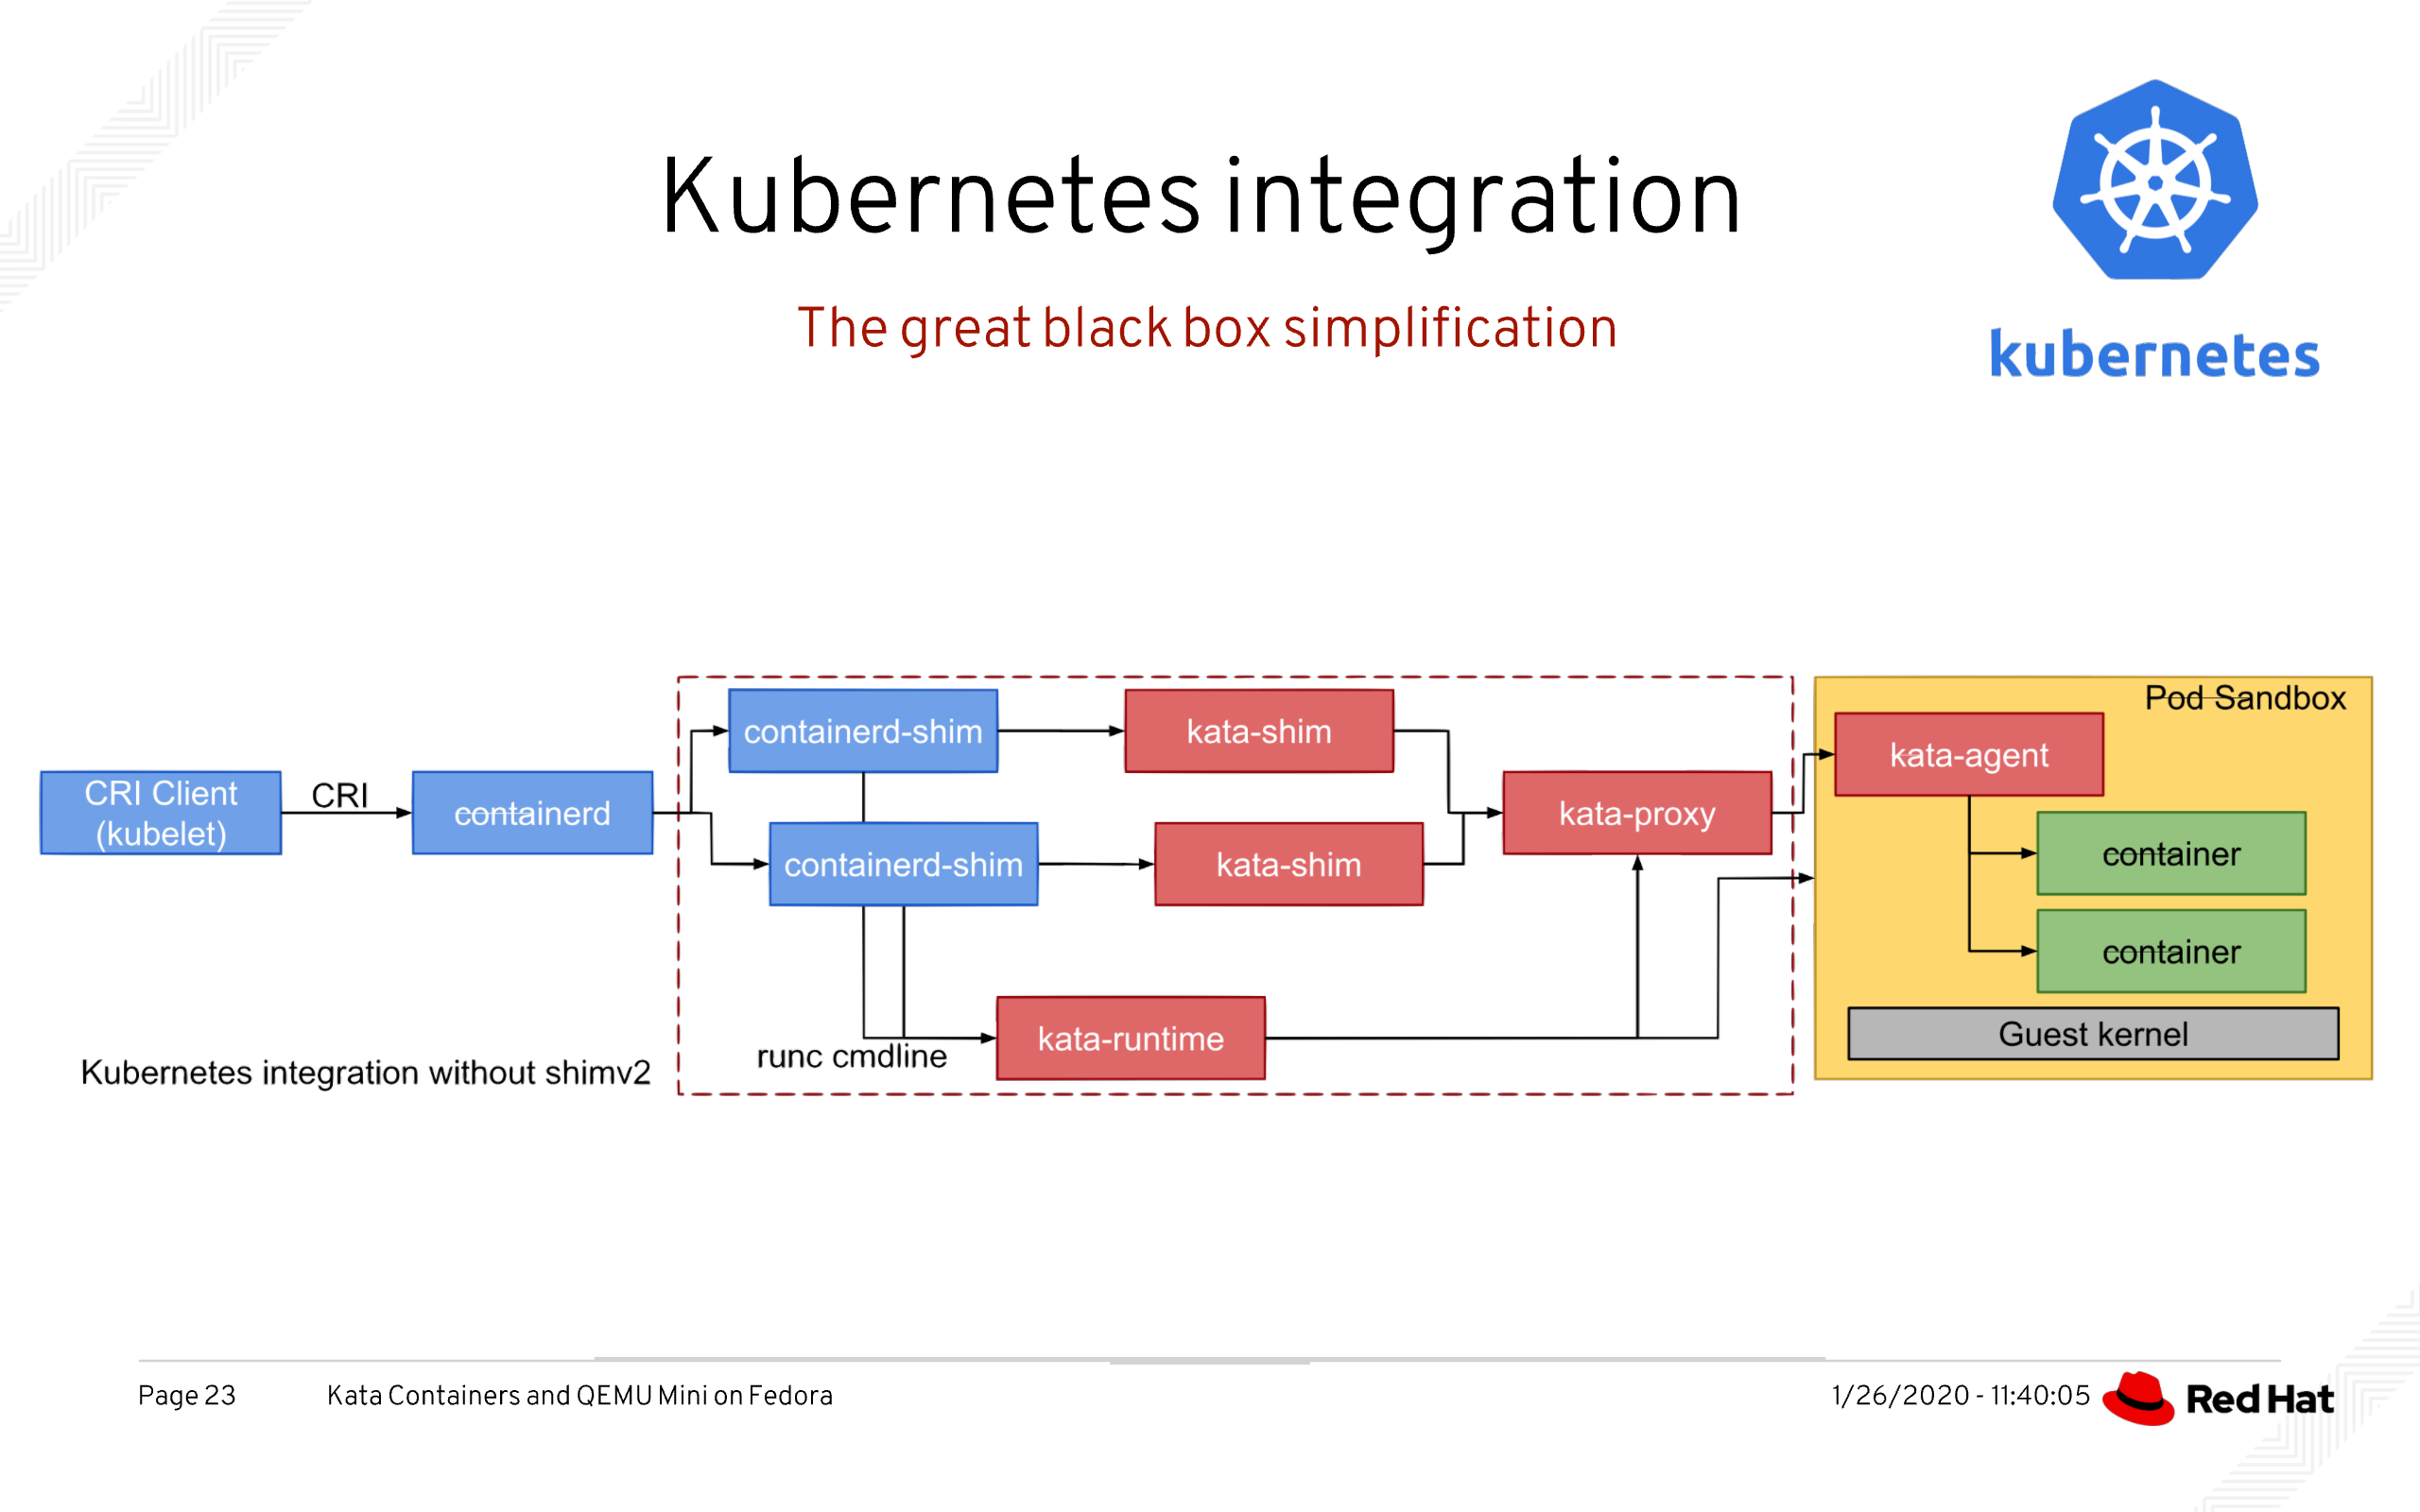 Kubernetes integration
The great black box simplification
kubernetes
Pod Sandbox
containerd-shim
kata-shim
kata-agent
CRI Client
(kubelet)
CRI
containerd
kata-proxy
containerd-shim
kata-shim
container
container
kata-runtime
runc cmdline
Guest kernel
Kubernetes integration without shimv2
Page 23
Kata Containers and QEMU Mini on Fedora
1/26/2020 - 11:40:05
Red Hat